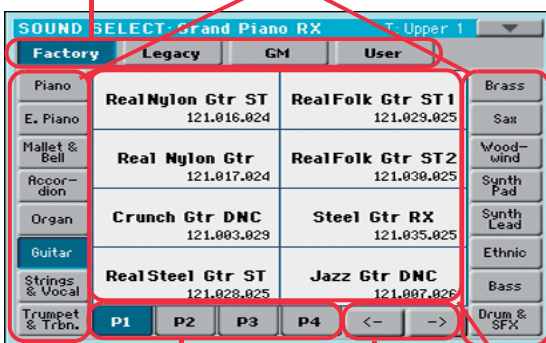 SOUND SELECT: Grand Piano RX T: Upper 1
Factory Legacy GM User
Piano
E. Piano
Mallet &
Bell
Accor-
dion
Organ
Guitar
Strings
& Vocal
Trumpet
& Trbn.
RealNylon Gtr ST
121.016.024
RealFolk Gtr ST1
121.029.025
Real Nylon Gtr
121.017.024
RealFolk Gtr ST2
121.030.025
Crunch Gtr DNC
121.003.029
Steel Gtr RX
121.035.025
RealSteel Gtr ST
121.028.025
Jazz Gtr DNC
121.007.026
Brass
Sax
Wood-
wind
Synth
Pad
Synth
Lead
Ethnic
Bass
Drum &
SFX
P1 P2 P3 P4 <- ->